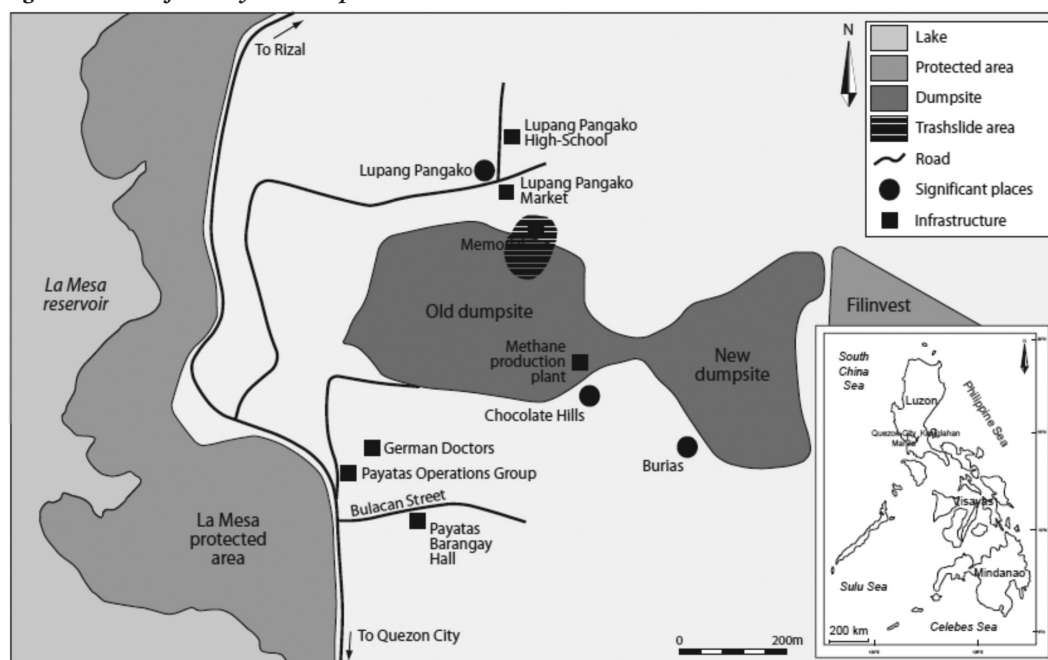 To Rizal
N
Lake
Protected area
Dumpsite
Trashslide area
Road
Significant places
Infrastructure
Lupang Pangako
High-School
Lupang Pangako
Lupang Pangako
Market
La Mesa
reservoir
Old dumpsite
Methane
production
plant
New
dumpsite
Filinvest
Chocolate Hills
Burias
German Doctors
Payatas Operations Group
Bulacan Street
Payatas
Barangay
Hall
La Mesa
protected
area
To Quezon City
0 200m
South
China
Sea
Luzon
Philippine Sea
Quezon City
Visayas
Mindanao
Sulu Sea
Celebes Sea
200 km